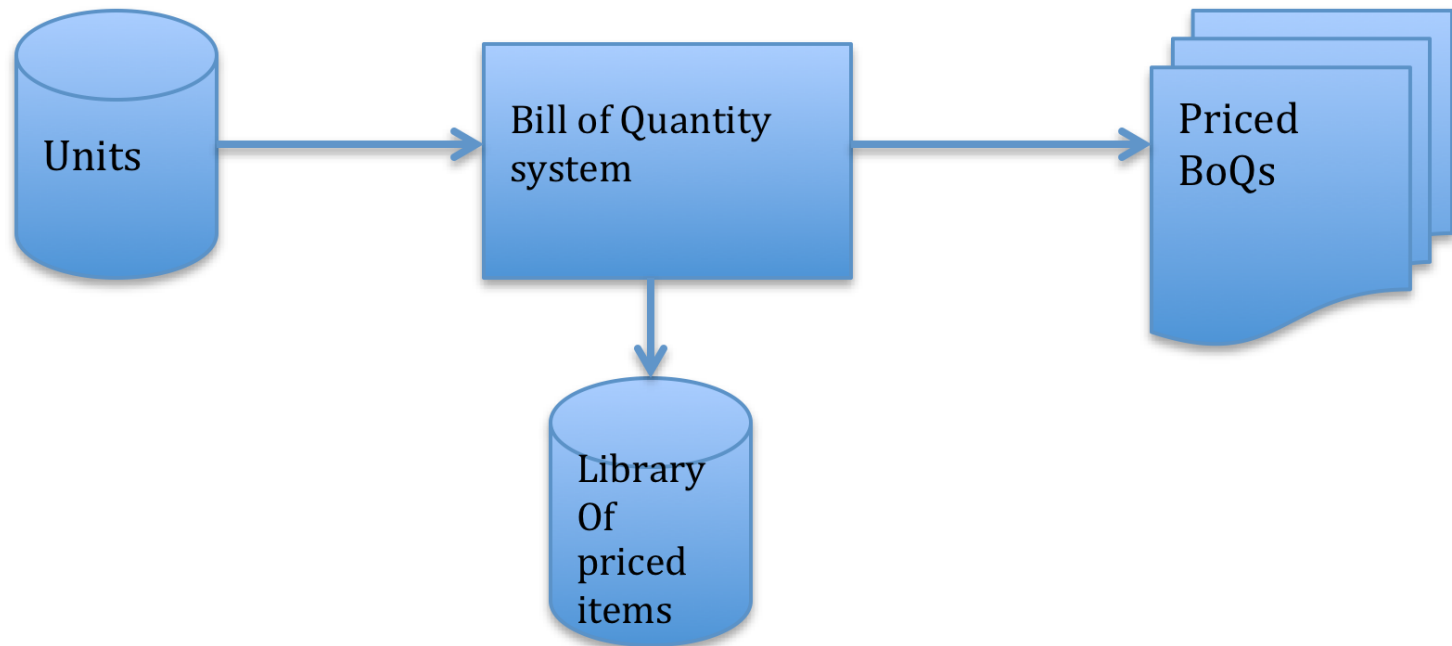 Units
Bill of Quantity
system
Priced
BoQs
Library
Of
priced
items